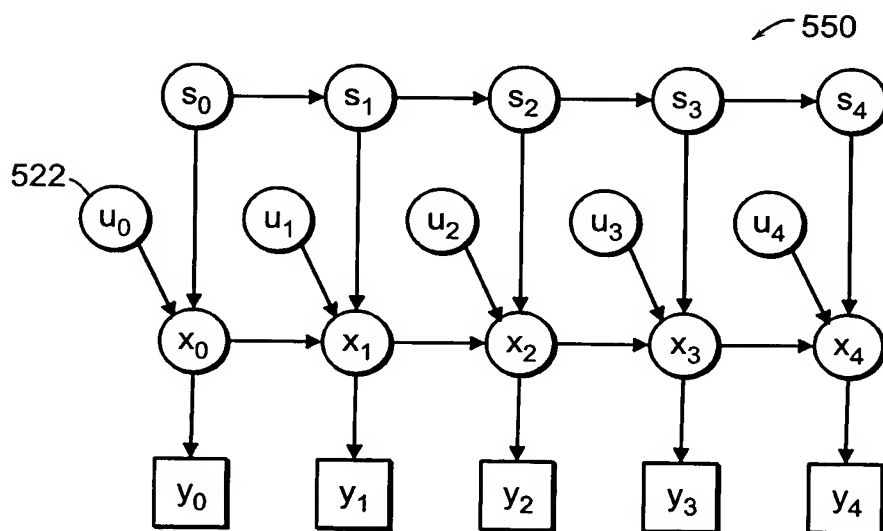 550
s₀ s₁ s₂ s₃ s₄
522
u₀ u₁ u₂ u₃ u₄
x₀ x₁ x₂ x₃ x₄
y₀ y₁ y₂ y₃ y₄